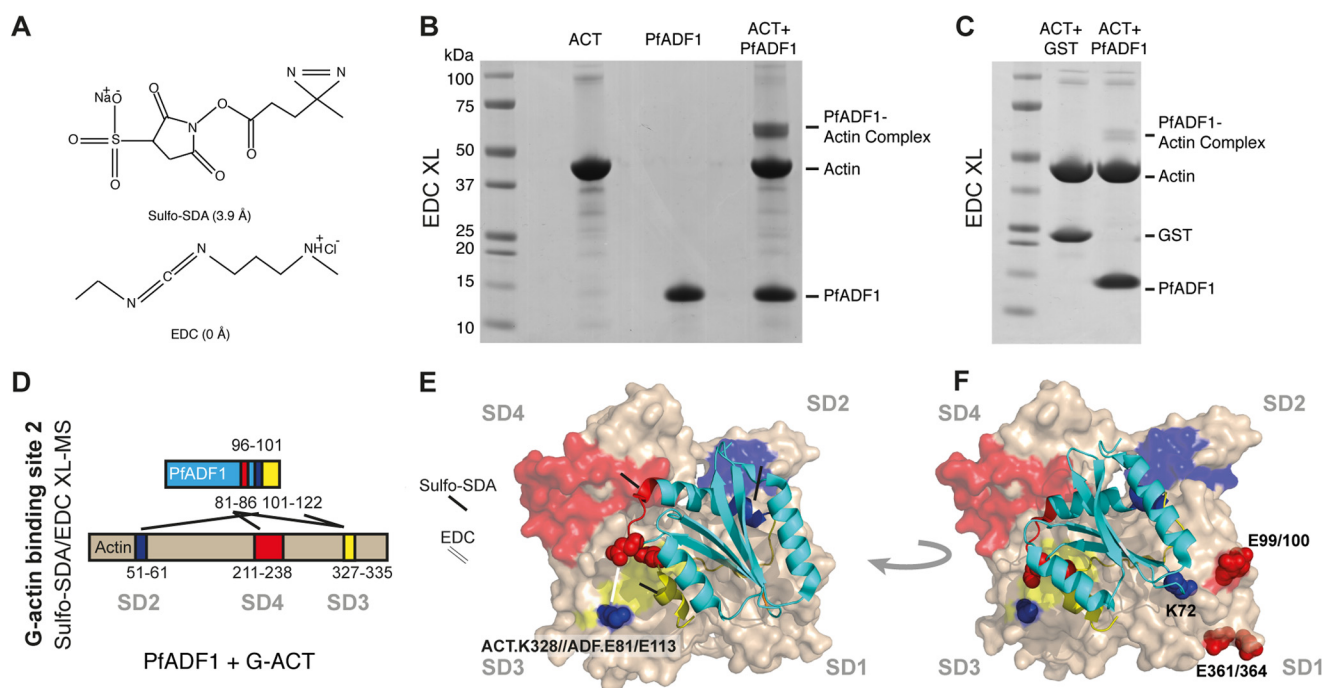 A
Na
+
O
-
O
S
O
O
O
N
O
O
O
N
N
Sulfo-SDA (3.9 Å)
N
C
N
NH
+
Cl
-
EDC (0 Å)
B
kDa
100
75
50
37
25
20
15
10
EDC XL
ACT
PfADF1
ACT+
PfADF1
PfADF1-
Actin Complex
Actin
PfADF1
C
EDC XL
ACT+
GST
ACT+
PfADF1
PfADF1-
Actin Complex
Actin
GST
PfADF1
D
G-actin binding site 2
Sulfo-SDA/EDC XL-MS
96-101
PfADF1
81-86 101-122
Actin
51-61
211-238
327-335
SD2
SD4
SD3
PfADF1 + G-ACT
Sulfo-SDA
EDC
E
SD4
SD2
ACT.K328//ADF.E81/E113
SD3
SD1
F
SD4
SD2
E99/100
K72
E361/364
SD3
SD1